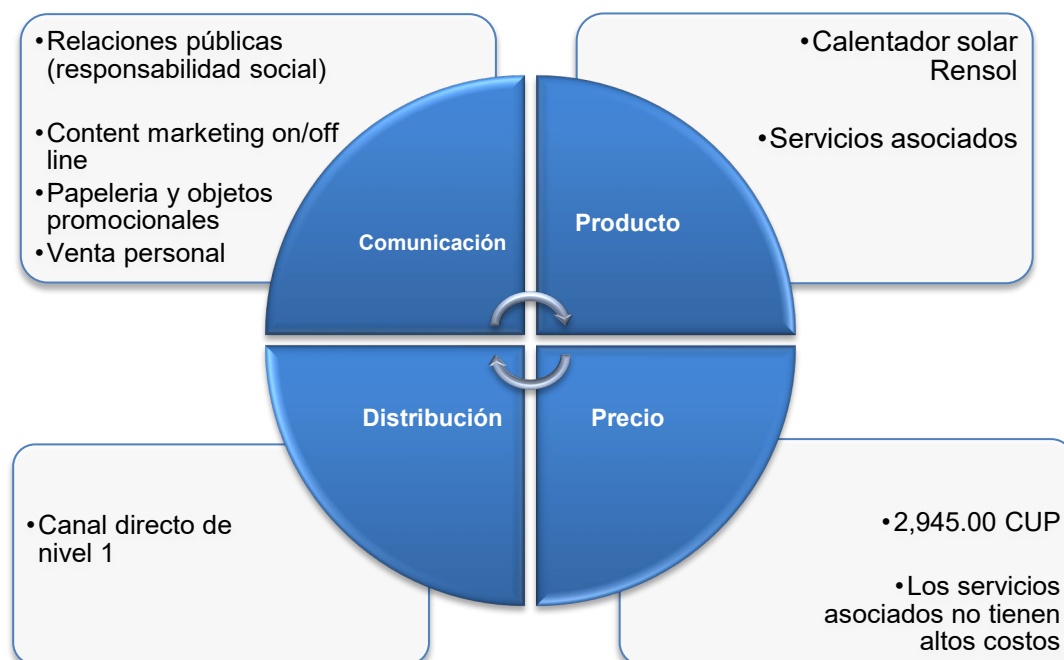 •Relaciones públicas
(responsabilidad social)
•Content marketing on/off
line
•Papeleria y objetos
promocionales
•Venta personal
•Calentador solar
Rensol
•Servicios asociados
Comunicación
Producto
Distribución
Precio
•Canal directo de
nivel 1
•2,945.00 CUP
•Los servicios
asociados no tienen
altos costos